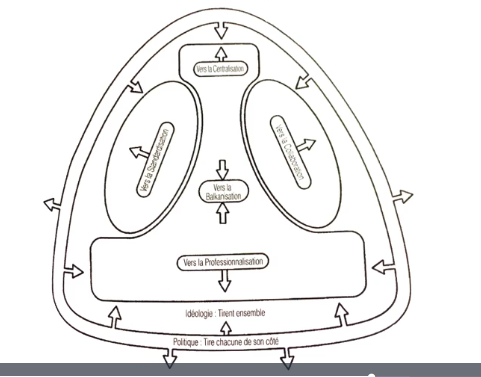 Vers la Centralisation
Vers la Standardisation
Vers la Collaboration
Vers la
Balkanisation
Vers la Professionnalisation
Idéologie : Tirent ensemble
Politique : Tire chacune de son côté